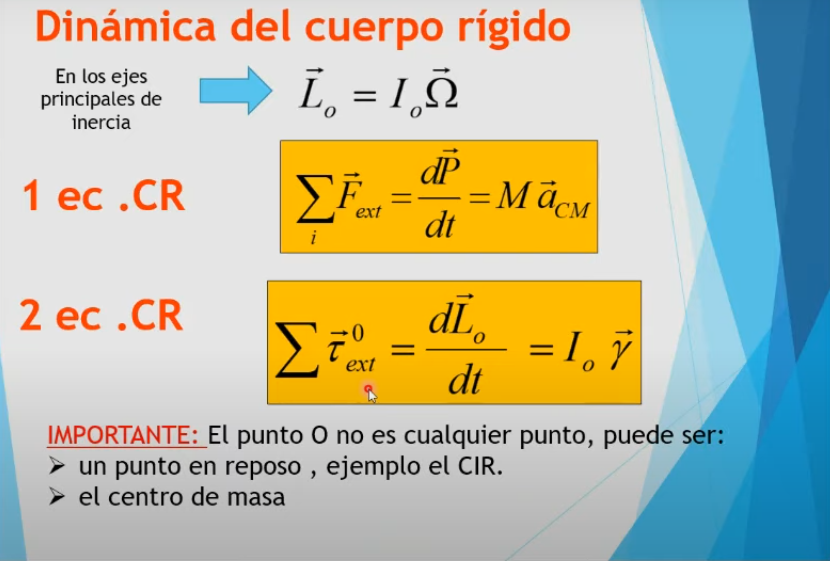 Dinámica del cuerpo rígido
En los ejes
principales de
inercia
$\vec{L}_o = I_o \vec{\Omega}$
1 ec .CR
$\sum_i \vec{F}_{ext} = \frac{d\vec{P}}{dt} = M \vec{a}_{CM}$
2 ec .CR
$\sum \vec{\tau}_{ext}^{0} = \frac{d\vec{L}_o}{dt} = I_o \vec{\gamma}$
IMPORTANTE: El punto O no es cualquier punto, puede ser:
➢ un punto en reposo , ejemplo el CIR.
➢ el centro de masa